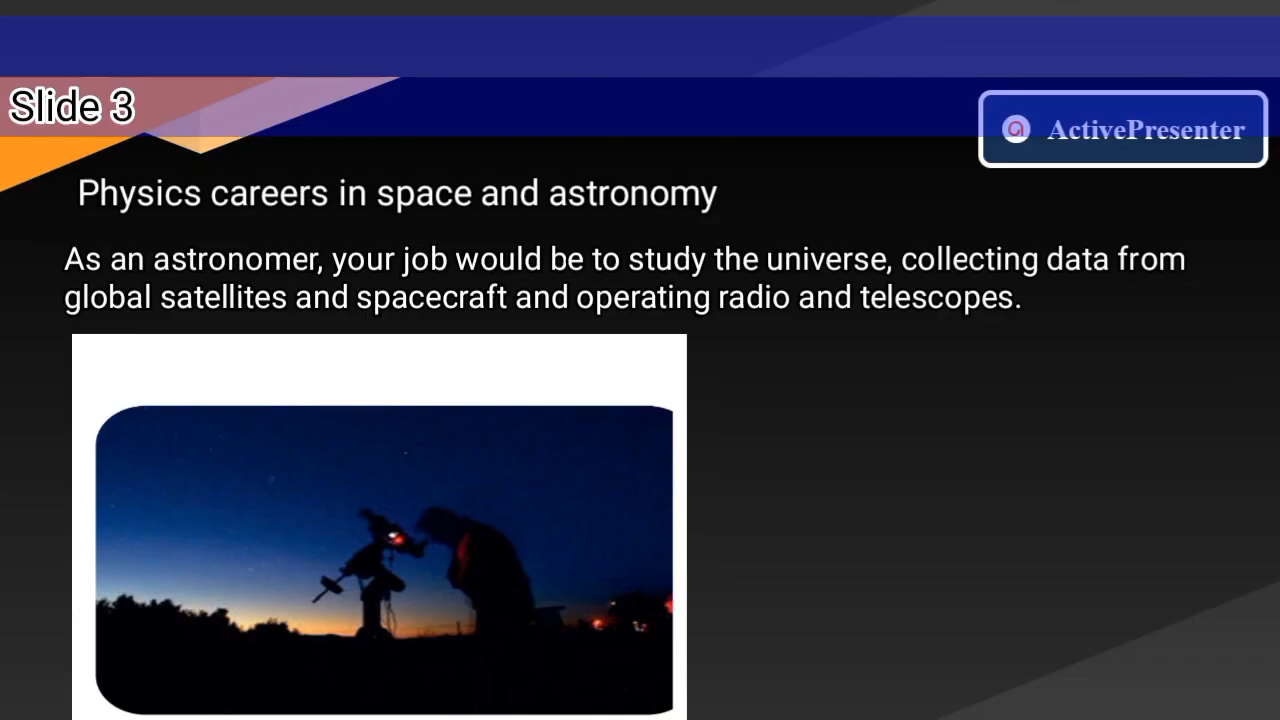 Slide 3
ActivePresenter
Physics careers in space and astronomy
As an astronomer, your job would be to study the universe, collecting data from
global satellites and spacecraft and operating radio and telescopes.